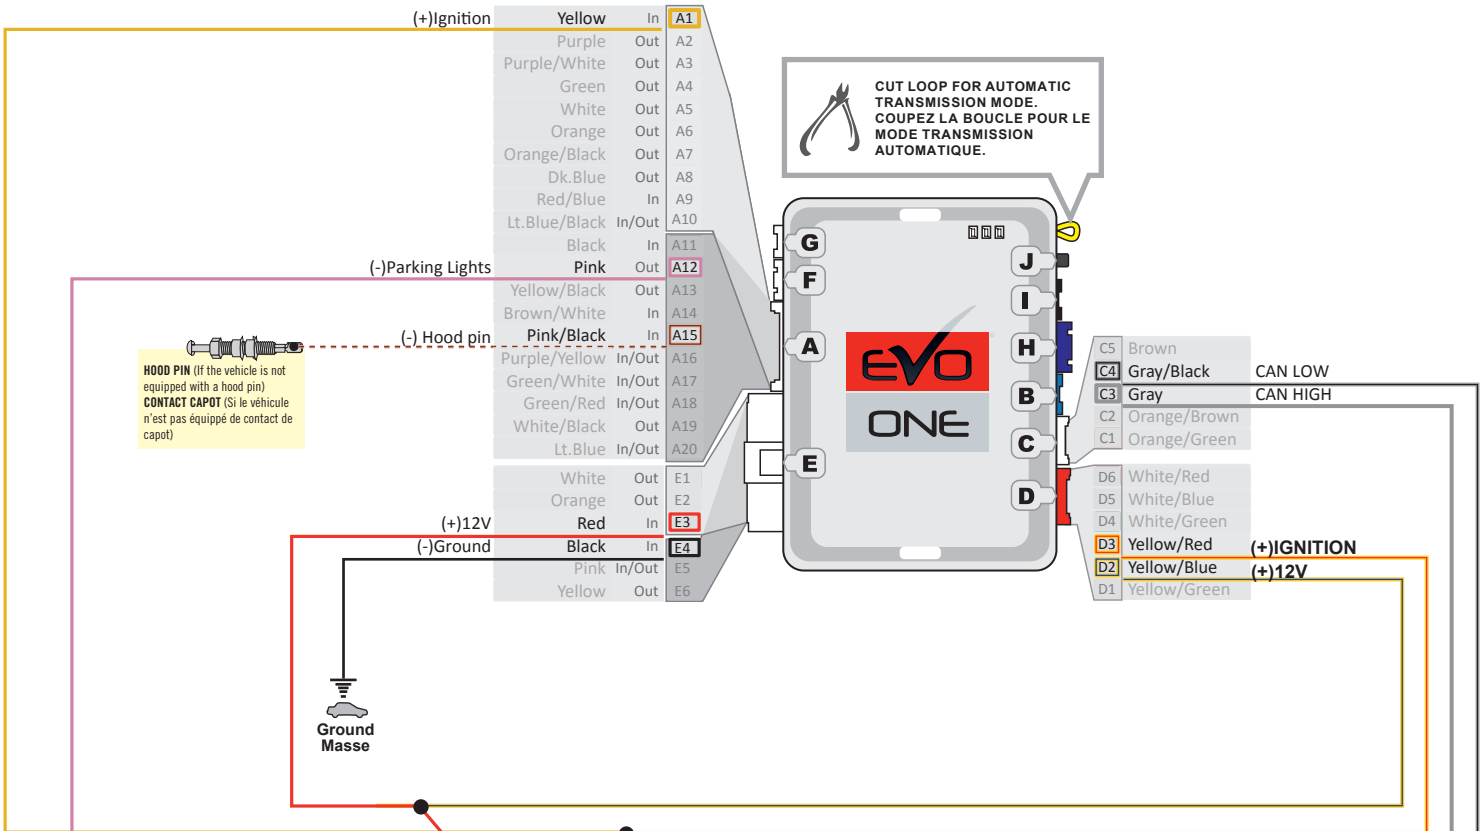 (+)Ignition Yellow In A1
Purple Out A2
Purple/White Out A3
Green Out A4
White Out A5
Orange Out A6
Orange/Black Out A7
Dk.Blue Out A8
Red/Blue In A9
Lt.Blue/Black In/Out A10
Black In A11
(-)Parking Lights Pink Out A12
Yellow/Black Out A13
Brown/White In A14
(-) Hood pin Pink/Black In A15
Purple/Yellow In/Out A16
Green/White In/Out A17
Green/Red In/Out A18
White/Black Out A19
Lt.Blue In/Out A20
HOOD PIN (If the vehicle is not
equipped with a hood pin)
CONTACT CAPOT (Si le véhicule
n'est pas équippé de contact de
capot)
White Out E1
Orange Out E2
(+)12V Red In E3
(-)Ground Black In E4
Pink In/Out E5
Yellow Out E6
Ground
Masse
CUT LOOP FOR AUTOMATIC
TRANSMISSION MODE.
COUPEZ LA BOUCLE POUR LE
MODE TRANSMISSION
AUTOMATIQUE.
G
F
A
E
J
I
H
B
C
D
EVO
ONE
C5 Brown
C4 Gray/Black CAN LOW
C3 Gray CAN HIGH
C2 Orange/Brown
C1 Orange/Green
D6 White/Red
D5 White/Blue
D4 White/Green
D3 Yellow/Red (+)IGNITION
D2 Yellow/Blue (+)12V
D1 Yellow/Green